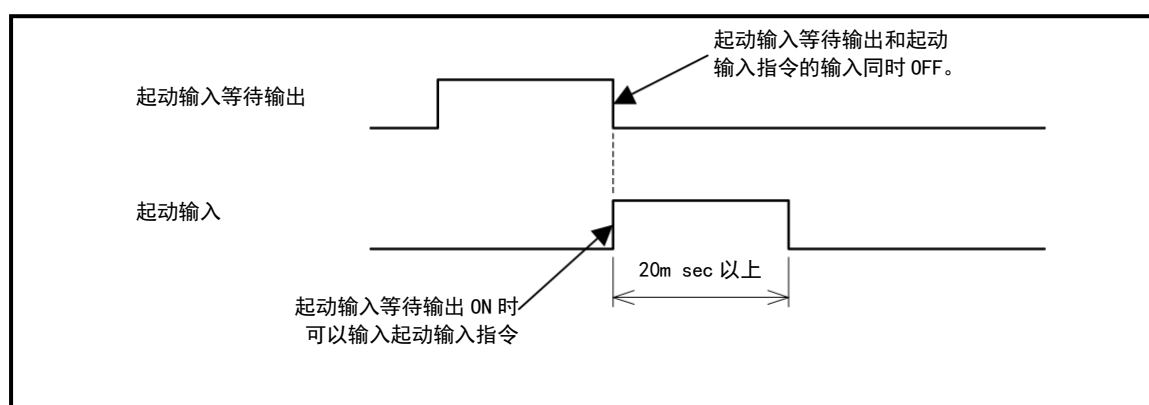 起动输入等待输出和起动
输入指令的输入同时 OFF。
起动输入等待输出
起动输入
20m sec 以上
起动输入等待输出 ON 时
可以输入起动输入指令